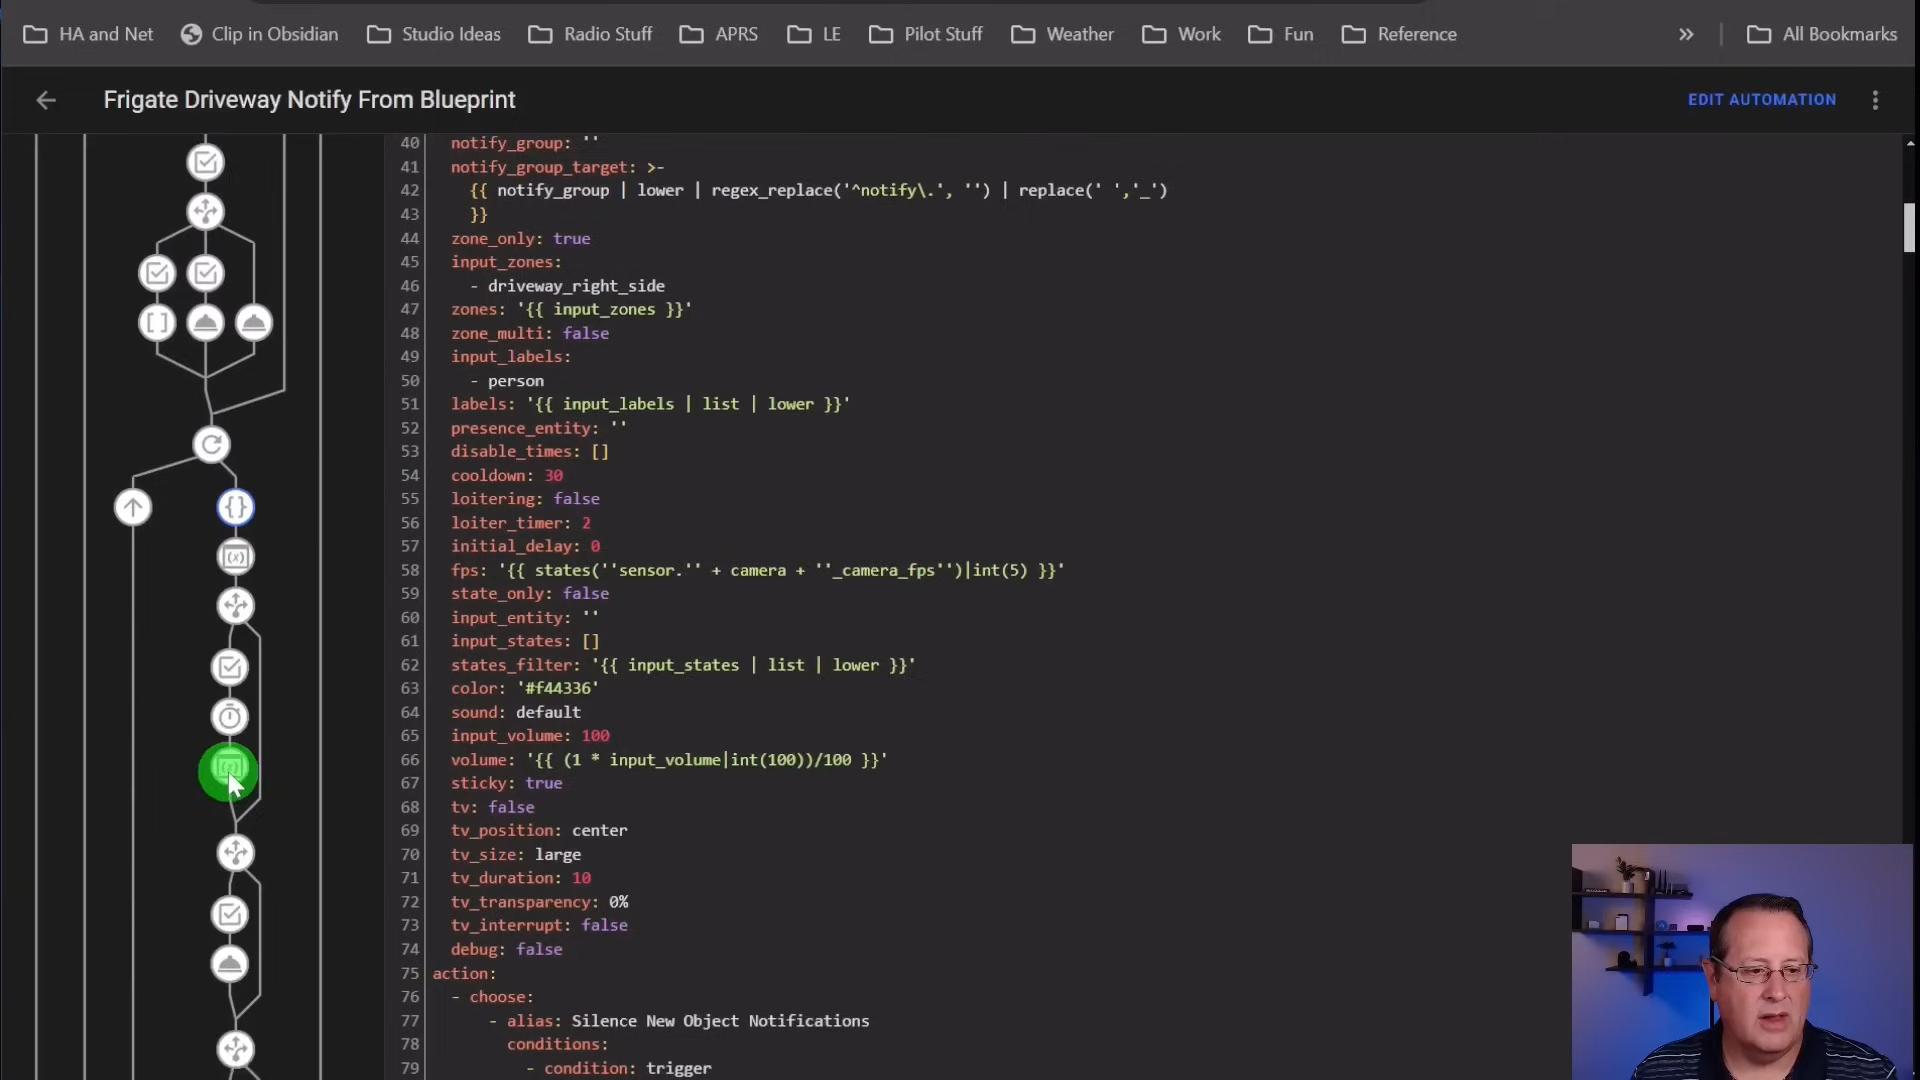 HA and Net Clip in Obsidian Studio Ideas Radio Stuff APRS LE Pilot Stuff Weather Work Fun Reference » All Bookmarks
Frigate Driveway Notify From Blueprint
EDIT AUTOMATION
40 notify_group: ''
41 notify_group_target: >-
42 {{ notify_group | lower | regex_replace('^notify\.', '') | replace(' ','_')
43 }}
44 zone_only: true
45 input_zones:
46 - driveway_right_side
47 zones: '{{ input_zones }}'
48 zone_multi: false
49 input_labels:
50 - person
51 labels: '{{ input_labels | list | lower }}'
52 presence_entity: ''
53 disable_times: []
54 cooldown: 30
55 loitering: false
56 loiter_timer: 2
57 initial_delay: 0
58 fps: '{{ states(''sensor.'' + camera + ''_camera_fps'')|int(5) }}'
59 state_only: false
60 input_entity: ''
61 input_states: []
62 states_filter: '{{ input_states | list | lower }}'
63 color: '#f44336'
64 sound: default
65 input_volume: 100
66 volume: '{{ (1 * input_volume|int(100))/100 }}'
67 sticky: true
68 tv: false
69 tv_position: center
70 tv_size: large
71 tv_duration: 10
72 tv_transparency: 0%
73 tv_interrupt: false
74 debug: false
75 action:
76 - choose:
77 - alias: Silence New Object Notifications
78 conditions:
79 - condition: trigger